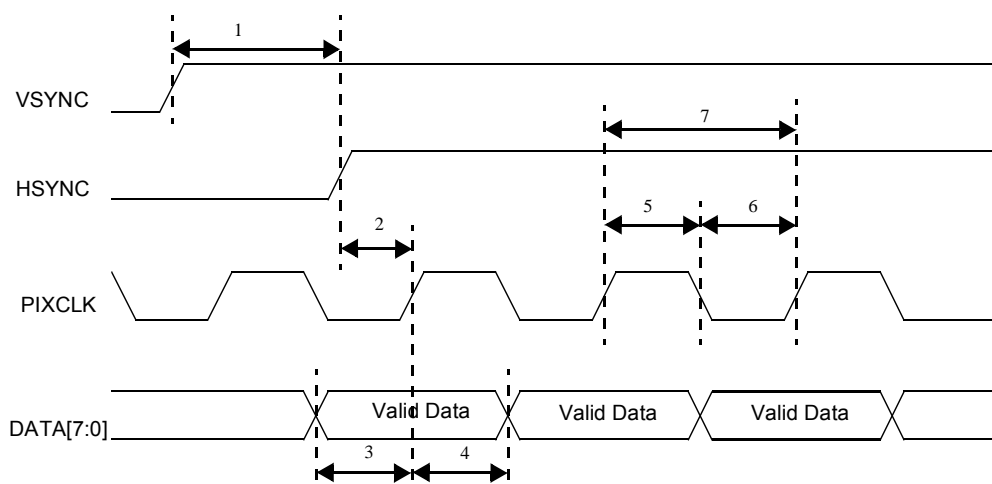 1
VSYNC
7
HSYNC
5
6
2
PIXCLK
Valid Data
Valid Data
Valid Data
DATA[7:0]
3
4